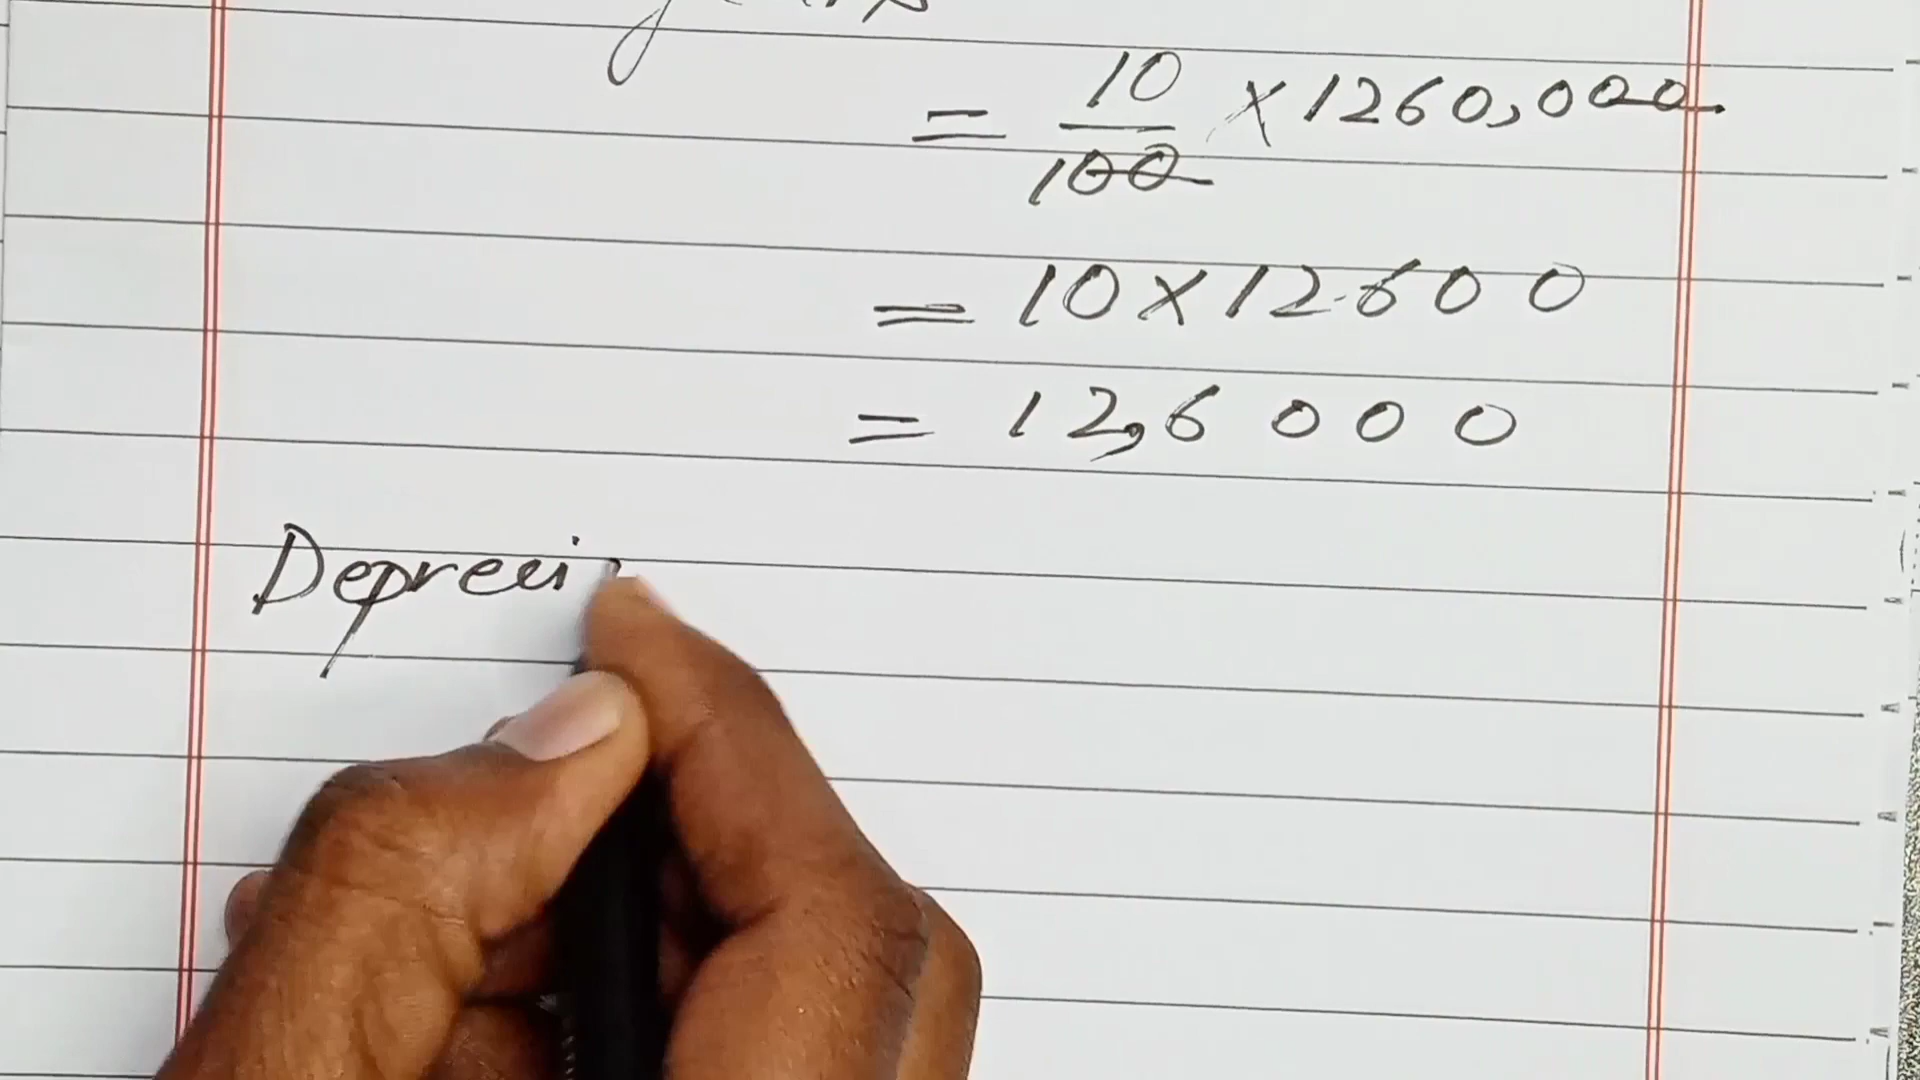 = 10/100 × 1260,000
= 10 × 12600
= 12,6000
Depreci